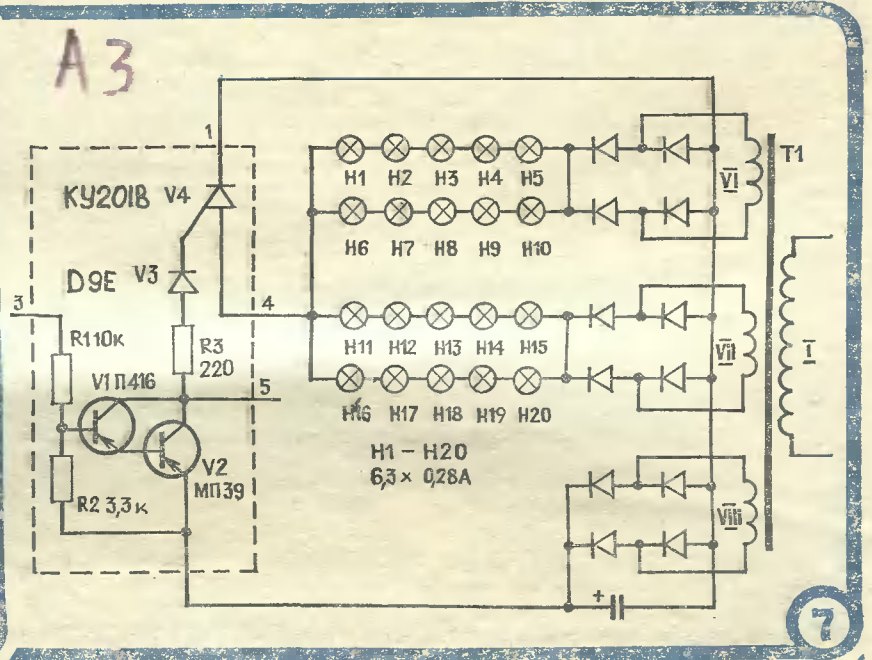 А3
1
КУ201В V4
Н1 Н2 Н3 Н4 Н5
VI
Т1
Н6 Н7 Н8 Н9 Н10
Д9Е V3
3
4
R1 10к
R3
220
Н11 Н12 Н13 Н14 Н15
VII
I
V1 П416
5
Н16 Н17 Н18 Н19 Н20
V2
МП39
Н1 – Н20
6,3 × 0,28А
R2 3,3к
VIII
+
7